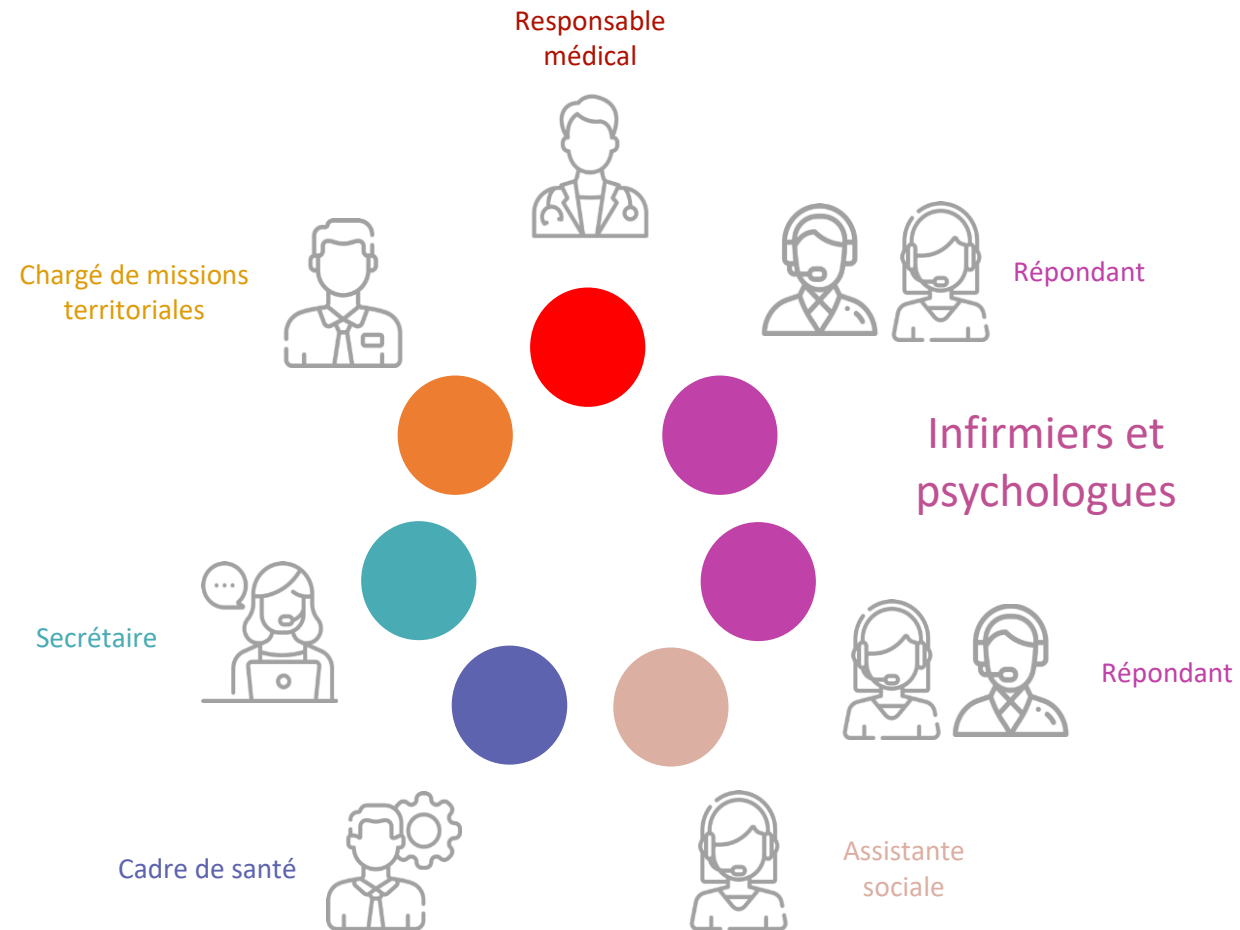 Responsable
médical
Chargé de missions
territoriales
Répondant
Infirmiers et
psychologues
Secrétaire
Répondant
Cadre de santé
Assistante
sociale